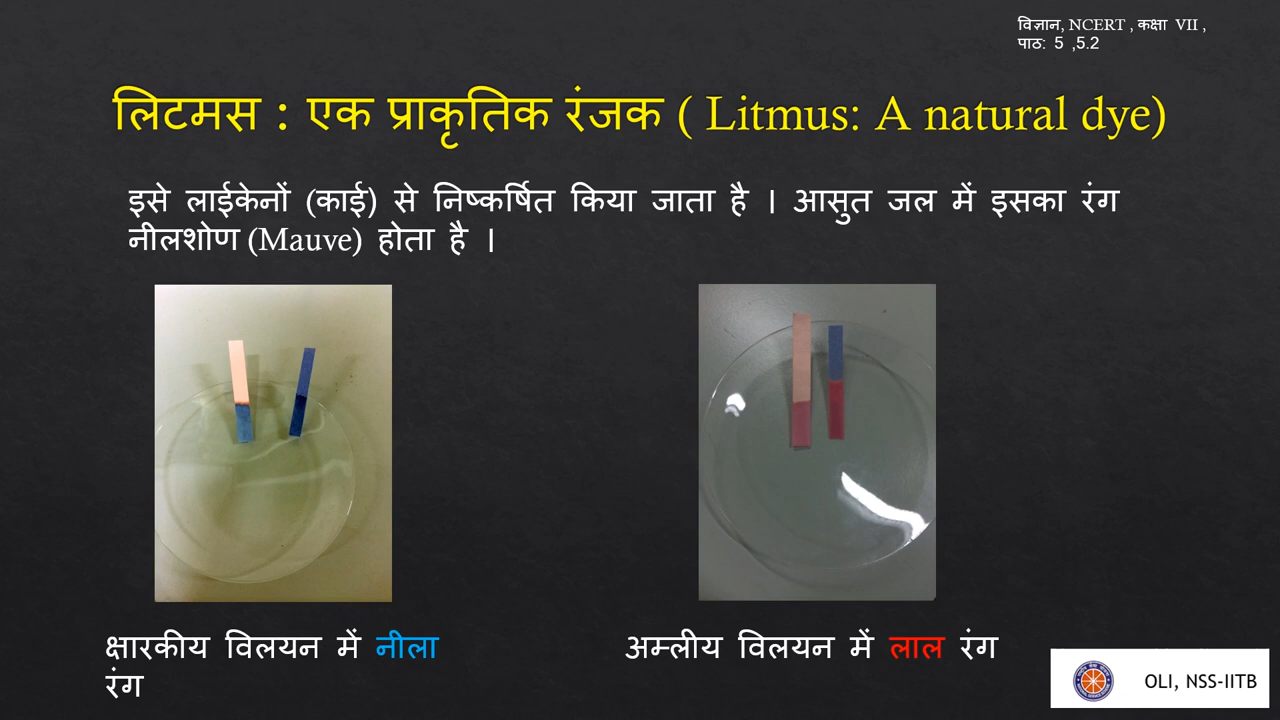 विज्ञान, NCERT , कक्षा VII ,
पाठ: 5 ,5.2
लिटमस : एक प्राकृतिक रंजक ( Litmus: A natural dye)
इसे लाईकेनों (काई) से निष्कर्षित किया जाता है । आसुत जल में इसका रंग
नीलशोण (Mauve) होता है ।
क्षारकीय विलयन में नीला
रंग
अम्लीय विलयन में लाल रंग
OLI, NSS-IITB